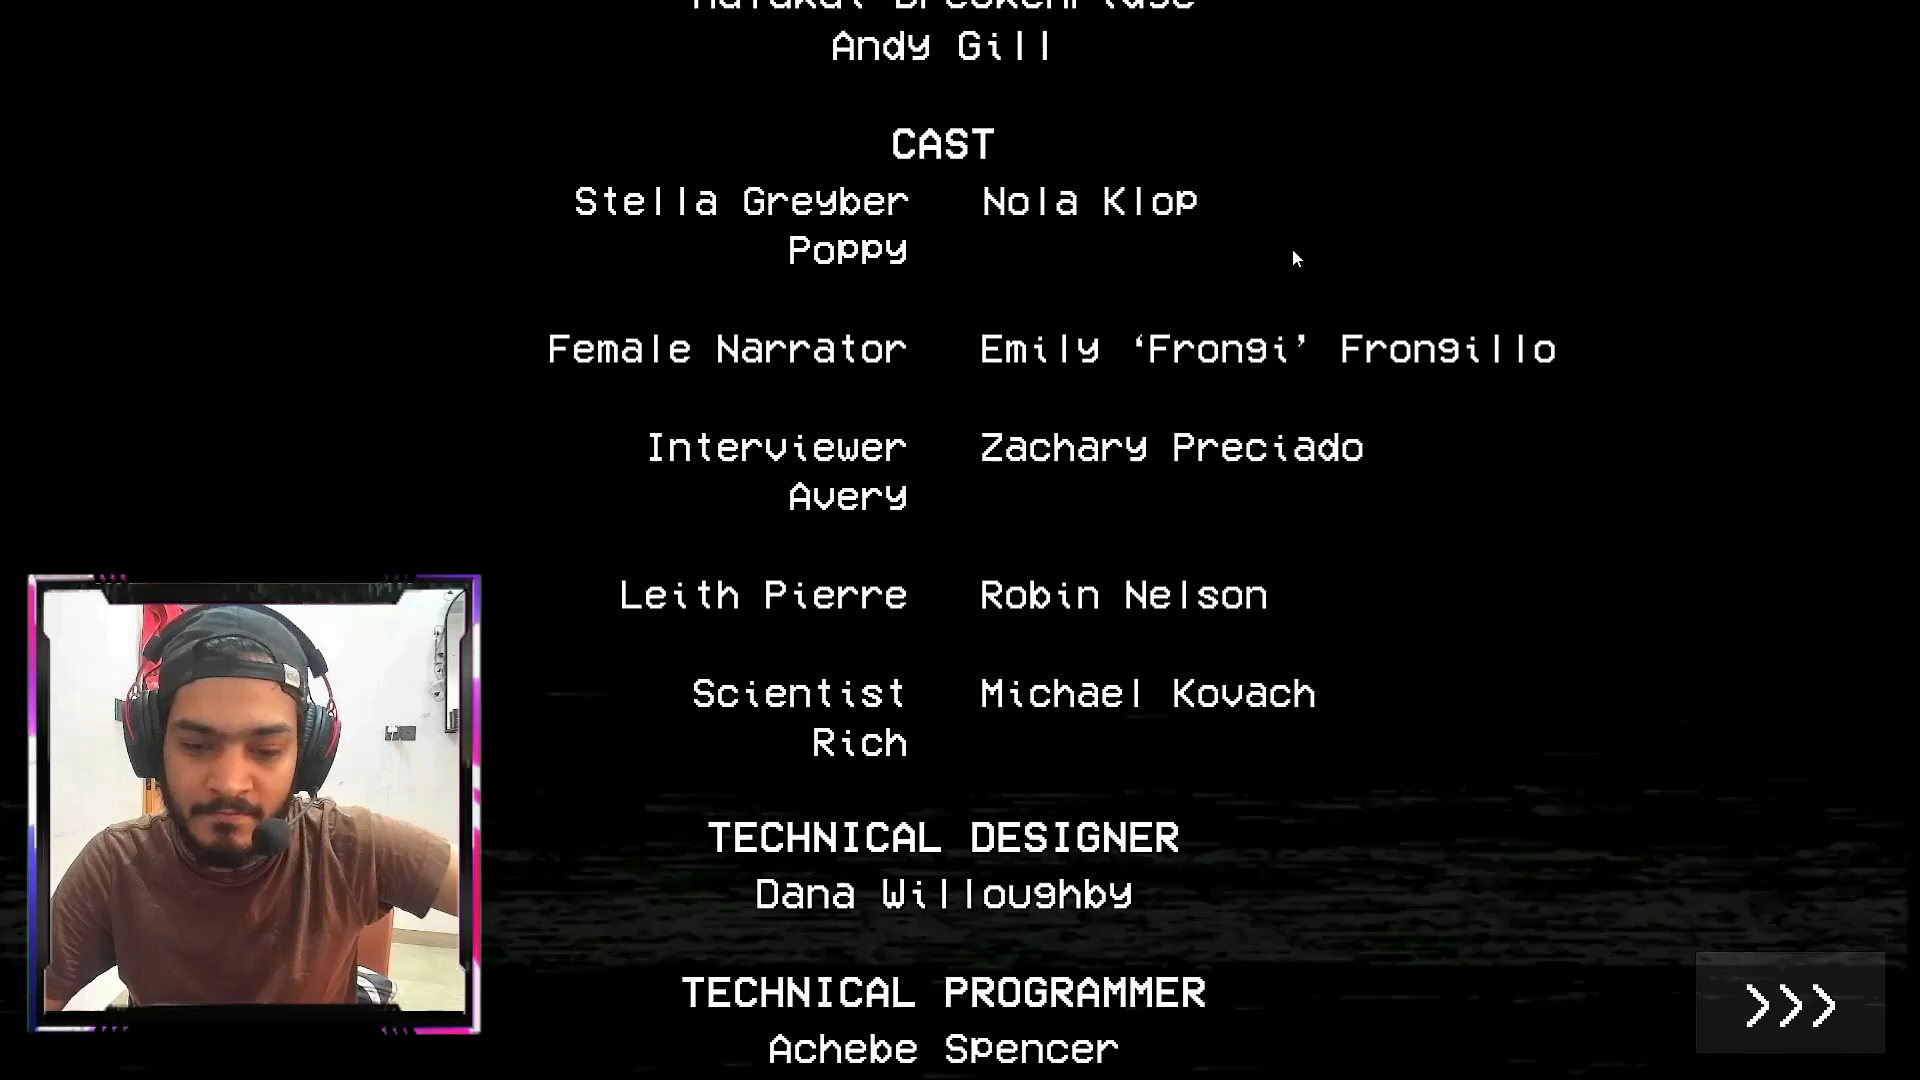 Andy Gill
CAST
Stella Greyber Nola Klop
Poppy
Female Narrator Emily ‘Frongi’ Frongillo
Interviewer Zachary Preciado
Avery
Leith Pierre Robin Nelson
Scientist Michael Kovach
Rich
TECHNICAL DESIGNER
Dana Willoughby
TECHNICAL PROGRAMMER
Achebe Spencer
>>>